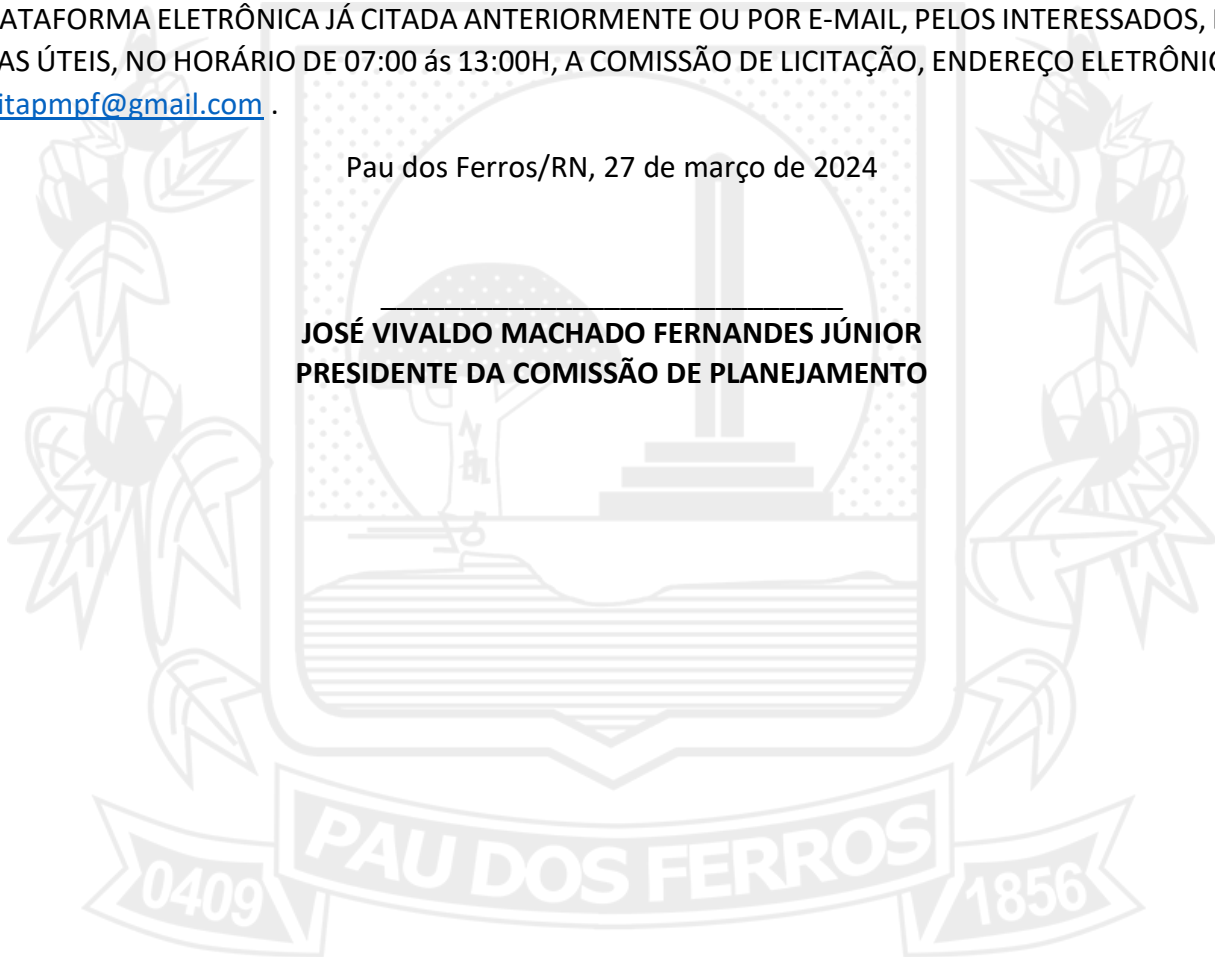 ATAFORMA ELETRÔNICA JÁ CITADA ANTERIORMENTE OU POR E-MAIL, PELOS INTERESSADOS,
AS ÚTEIS, NO HORÁRIO DE 07:00 ás 13:00H, A COMISSÃO DE LICITAÇÃO, ENDEREÇO ELETRÔNIC
itapmpf@gmail.com .
Pau dos Ferros/RN, 27 de março de 2024
JOSÉ VIVALDO MACHADO FERNANDES JÚNIOR
PRESIDENTE DA COMISSÃO DE PLANEJAMENTO
PAU DOS FERROS
0409
1856